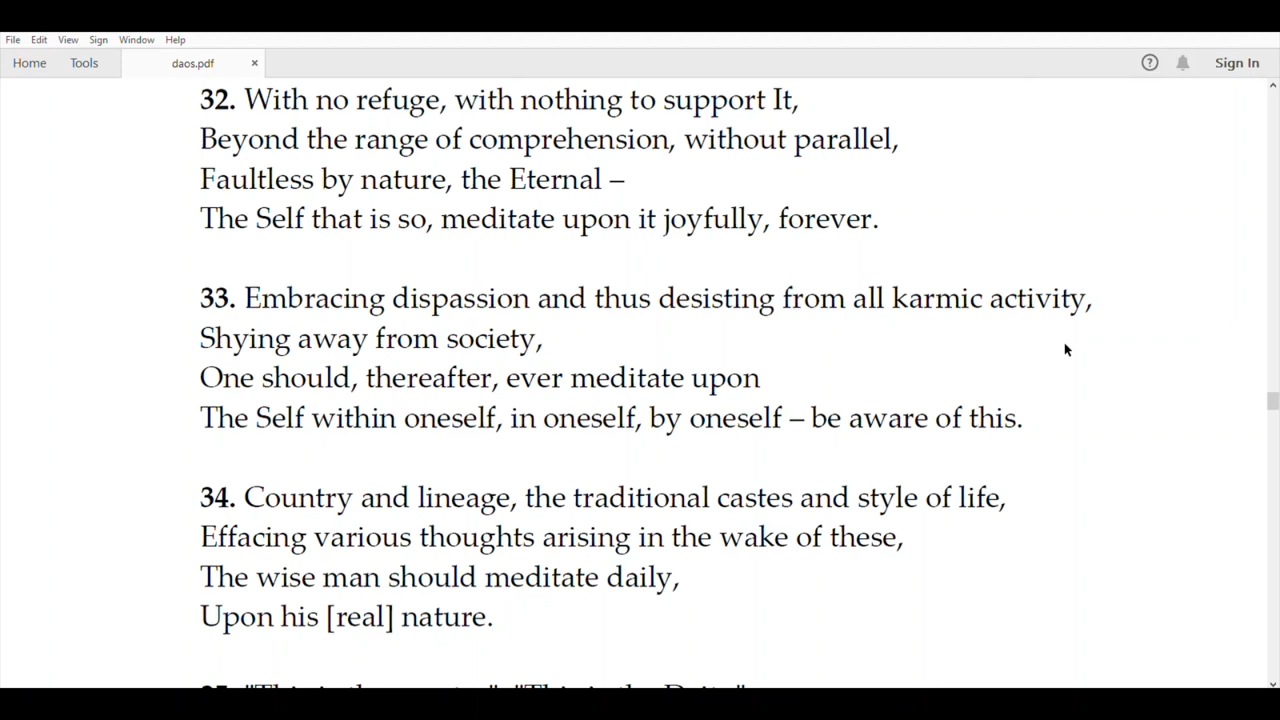 File Edit View Sign Window Help
Home Tools daos.pdf × ? Sign In
32. With no refuge, with nothing to support It,
Beyond the range of comprehension, without parallel,
Faultless by nature, the Eternal –
The Self that is so, meditate upon it joyfully, forever.
33. Embracing dispassion and thus desisting from all karmic activity,
Shying away from society,
One should, thereafter, ever meditate upon
The Self within oneself, in oneself, by oneself – be aware of this.
34. Country and lineage, the traditional castes and style of life,
Effacing various thoughts arising in the wake of these,
The wise man should meditate daily,
Upon his [real] nature.